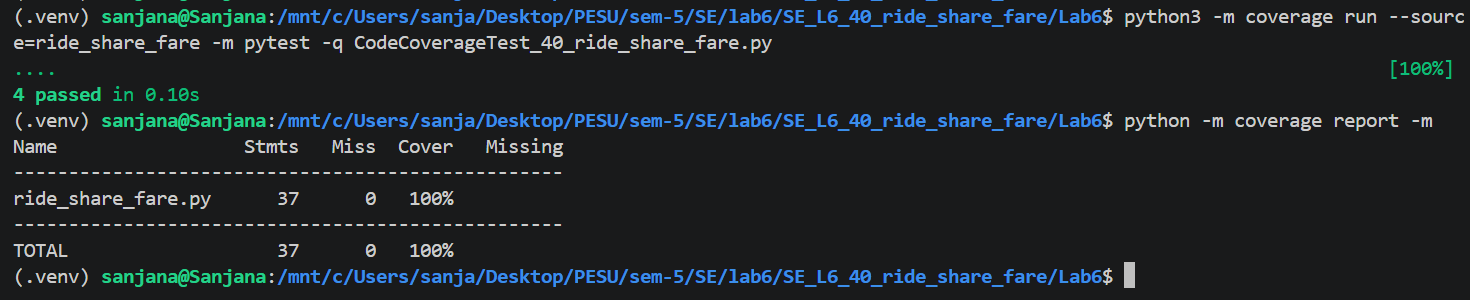 (.venv) sanjana@Sanjana:/mnt/c/Users/sanja/Desktop/PESU/sem-5/SE/lab6/SE_L6_40_ride_share_fare/Lab6$ python3 -m coverage run --sourc
e=ride_share_fare -m pytest -q CodeCoverageTest_40_ride_share_fare.py
.... [100%]
4 passed in 0.10s
(.venv) sanjana@Sanjana:/mnt/c/Users/sanja/Desktop/PESU/sem-5/SE/lab6/SE_L6_40_ride_share_fare/Lab6$ python -m coverage report -m
Name Stmts Miss Cover Missing
--------------------------------------------------
ride_share_fare.py 37 0 100%
--------------------------------------------------
TOTAL 37 0 100%
(.venv) sanjana@Sanjana:/mnt/c/Users/sanja/Desktop/PESU/sem-5/SE/lab6/SE_L6_40_ride_share_fare/Lab6$